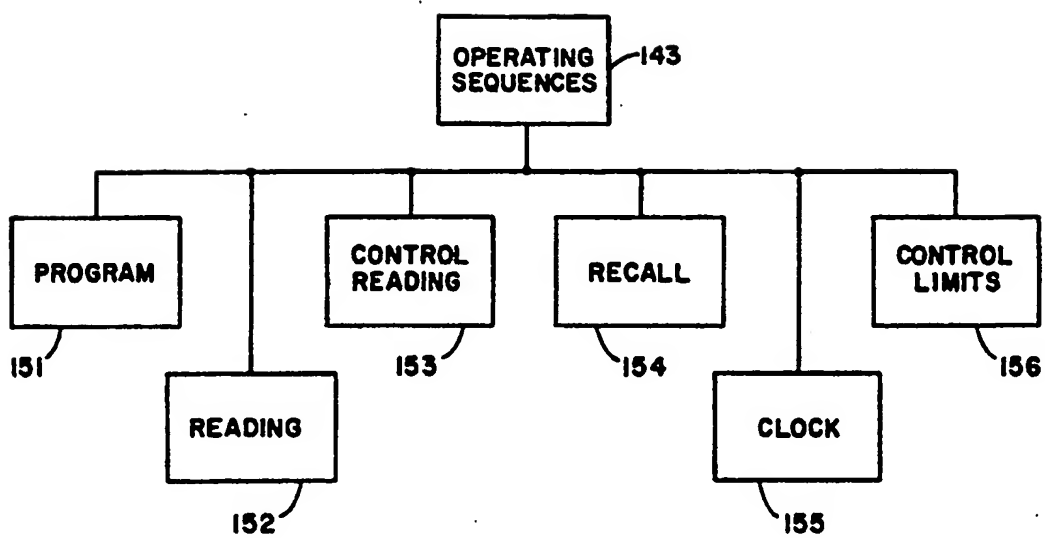 OPERATING
SEQUENCES
143
PROGRAM
151
READING
152
CONTROL
READING
153
RECALL
154
CLOCK
155
CONTROL
LIMITS
156